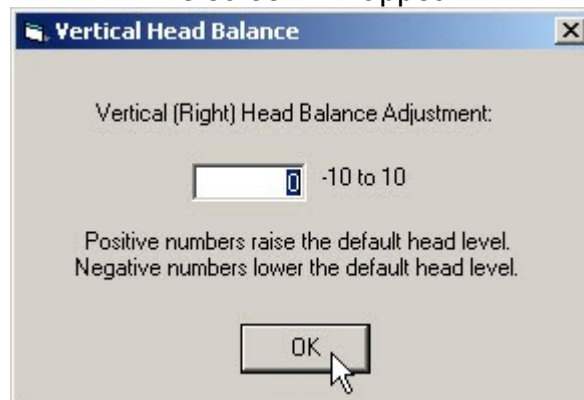 Vertical Head Balance
Vertical (Right) Head Balance Adjustment:
0 -10 to 10
Positive numbers raise the default head level.
Negative numbers lower the default head level.
OK